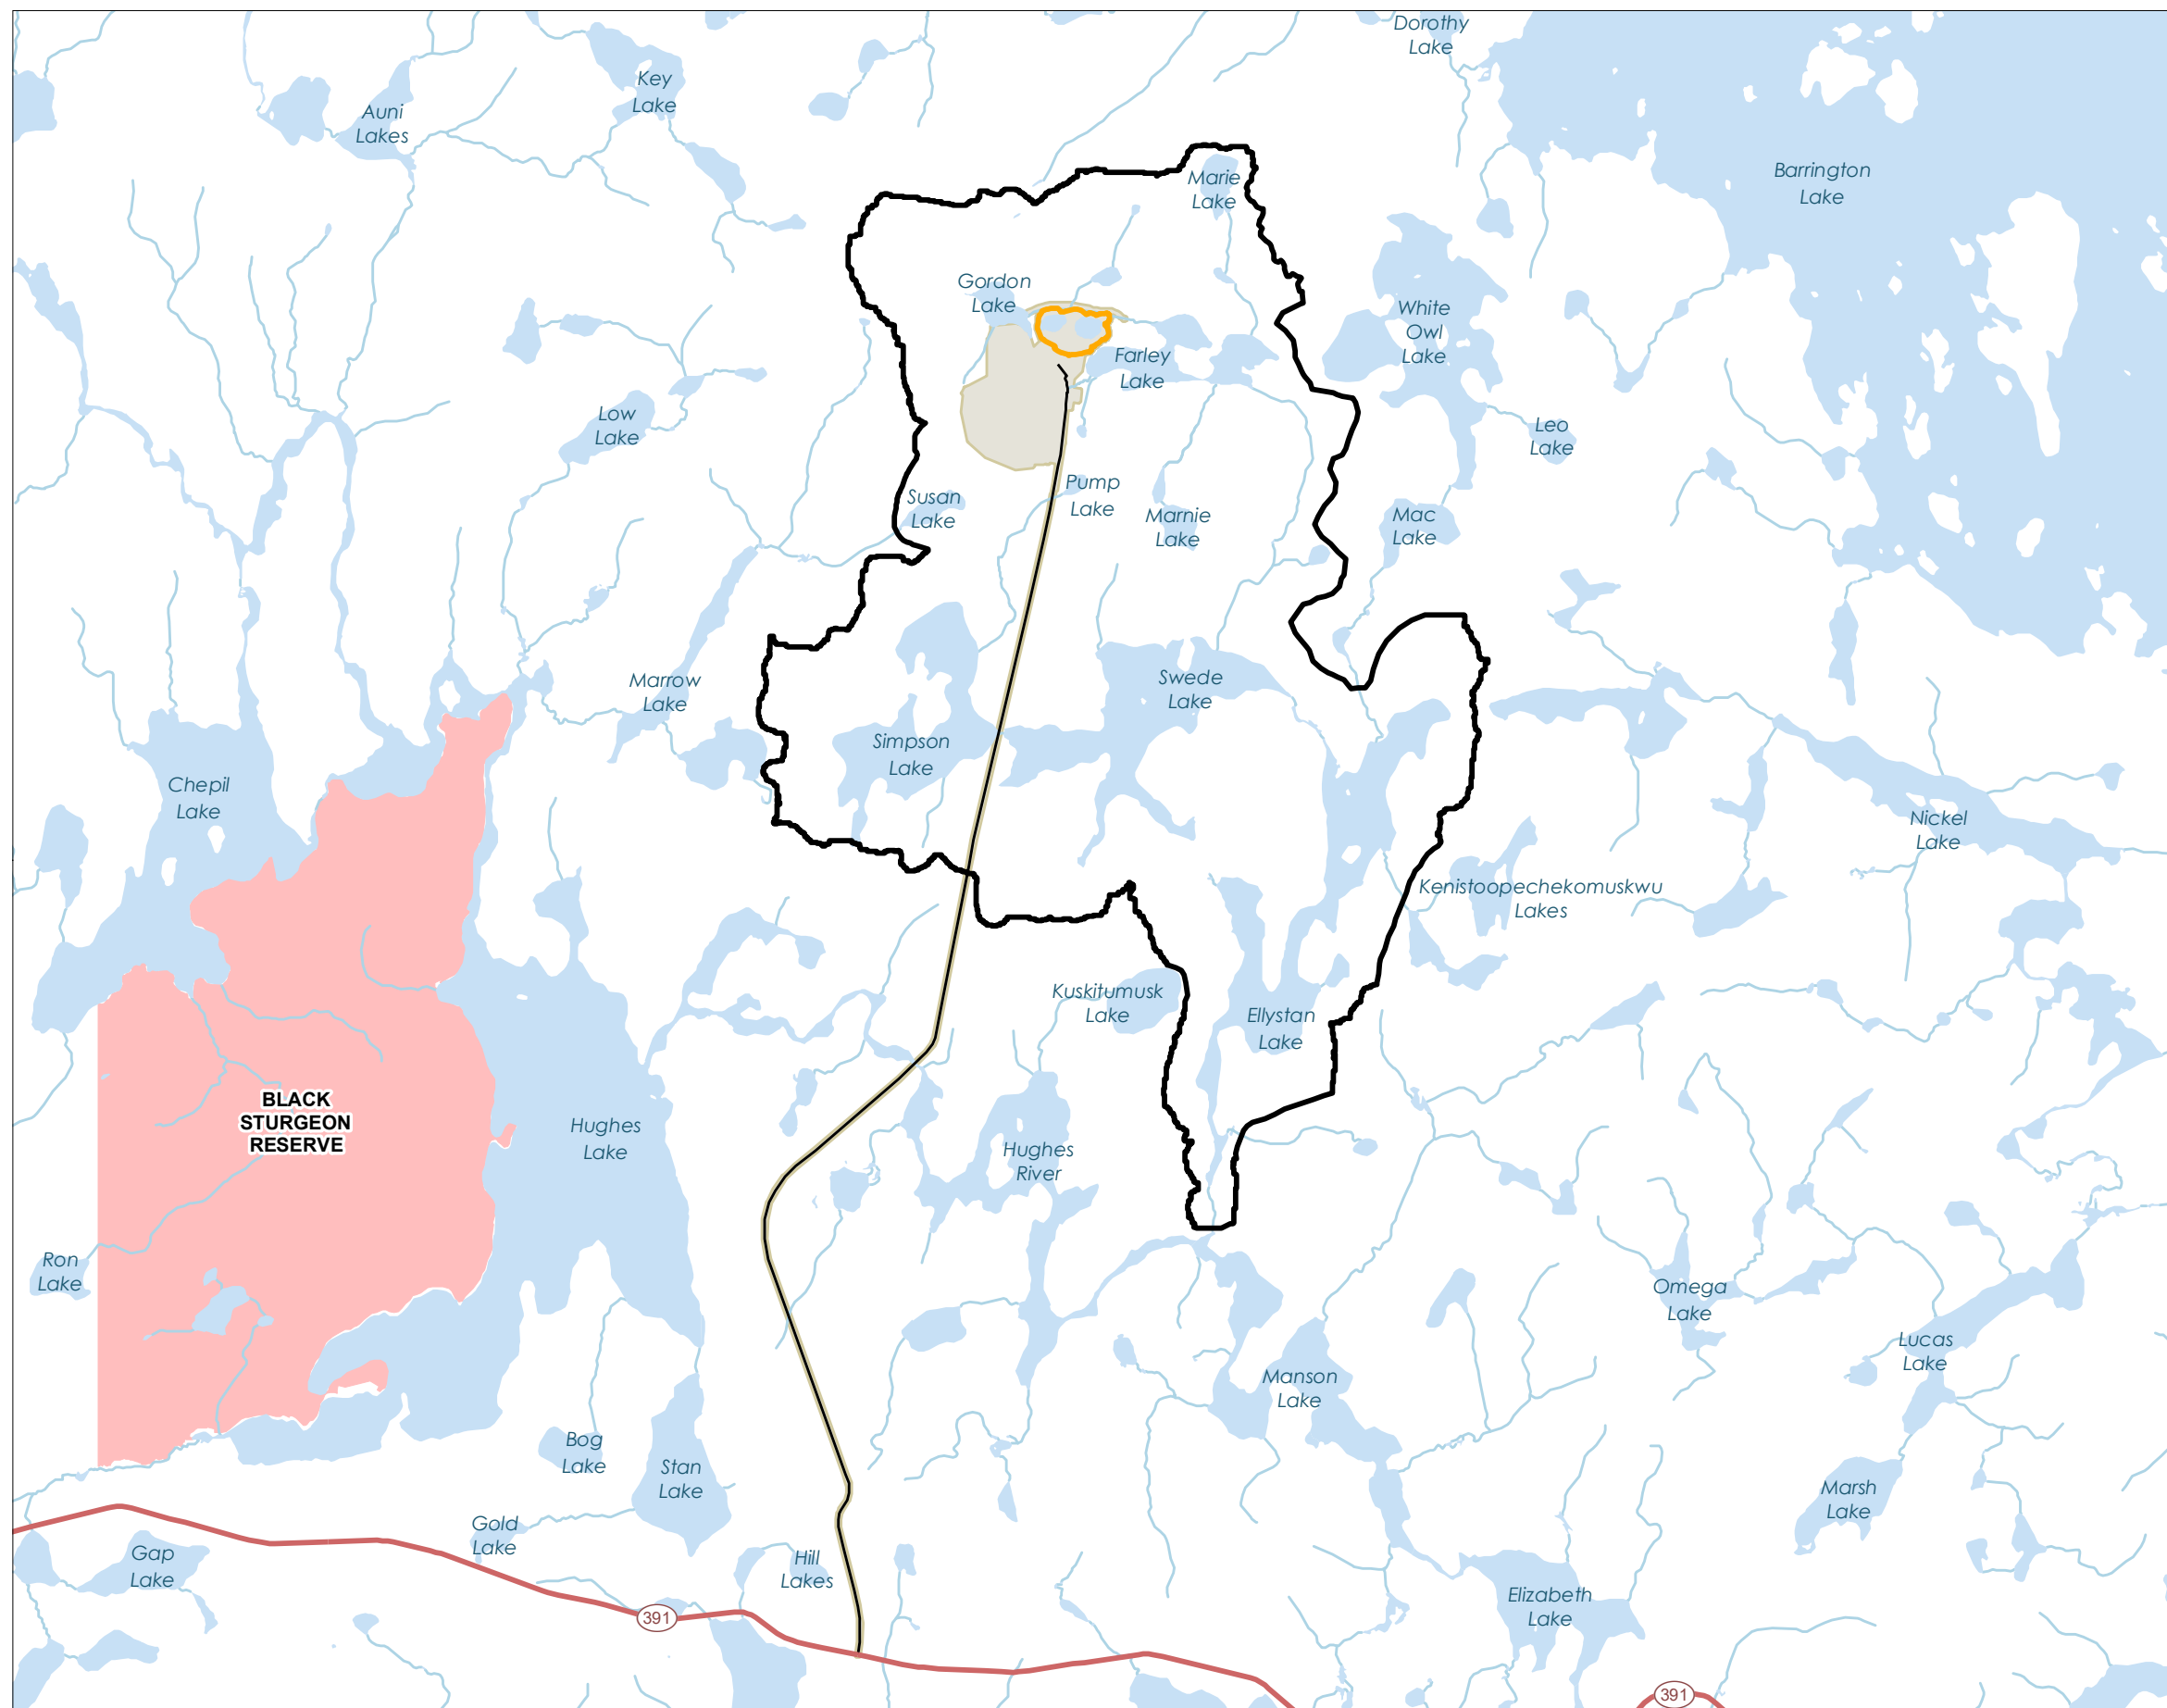 Dorothy
Lake
Key
Lake
Auni
Lakes
Barrington
Lake
Marie
Lake
Gordon
Lake
White
Owl
Lake
Farley
Lake
Low
Lake
Leo
Lake
Susan
Lake
Pump
Lake
Marnie
Lake
Mac
Lake
Marrow
Lake
Swede
Lake
Simpson
Lake
Chepil
Lake
Nickel
Lake
Kenistoopechekomuskwu
Lakes
Kuskitumusk
Lake
Ellystan
Lake
BLACK
STURGEON
RESERVE
Hughes
Lake
Hughes
River
Ron
Lake
Omega
Lake
Lucas
Lake
Manson
Lake
Bog
Lake
Stan
Lake
Marsh
Lake
Gold
Lake
Gap
Lake
Hill
Lakes
Elizabeth
Lake
391
391